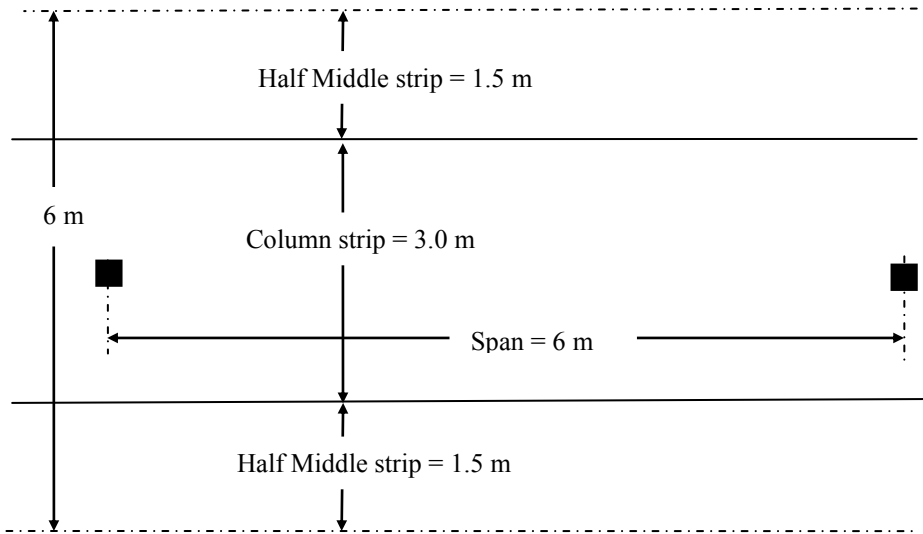 Half Middle strip = 1.5 m
6 m
Column strip = 3.0 m
Span = 6 m
Half Middle strip = 1.5 m